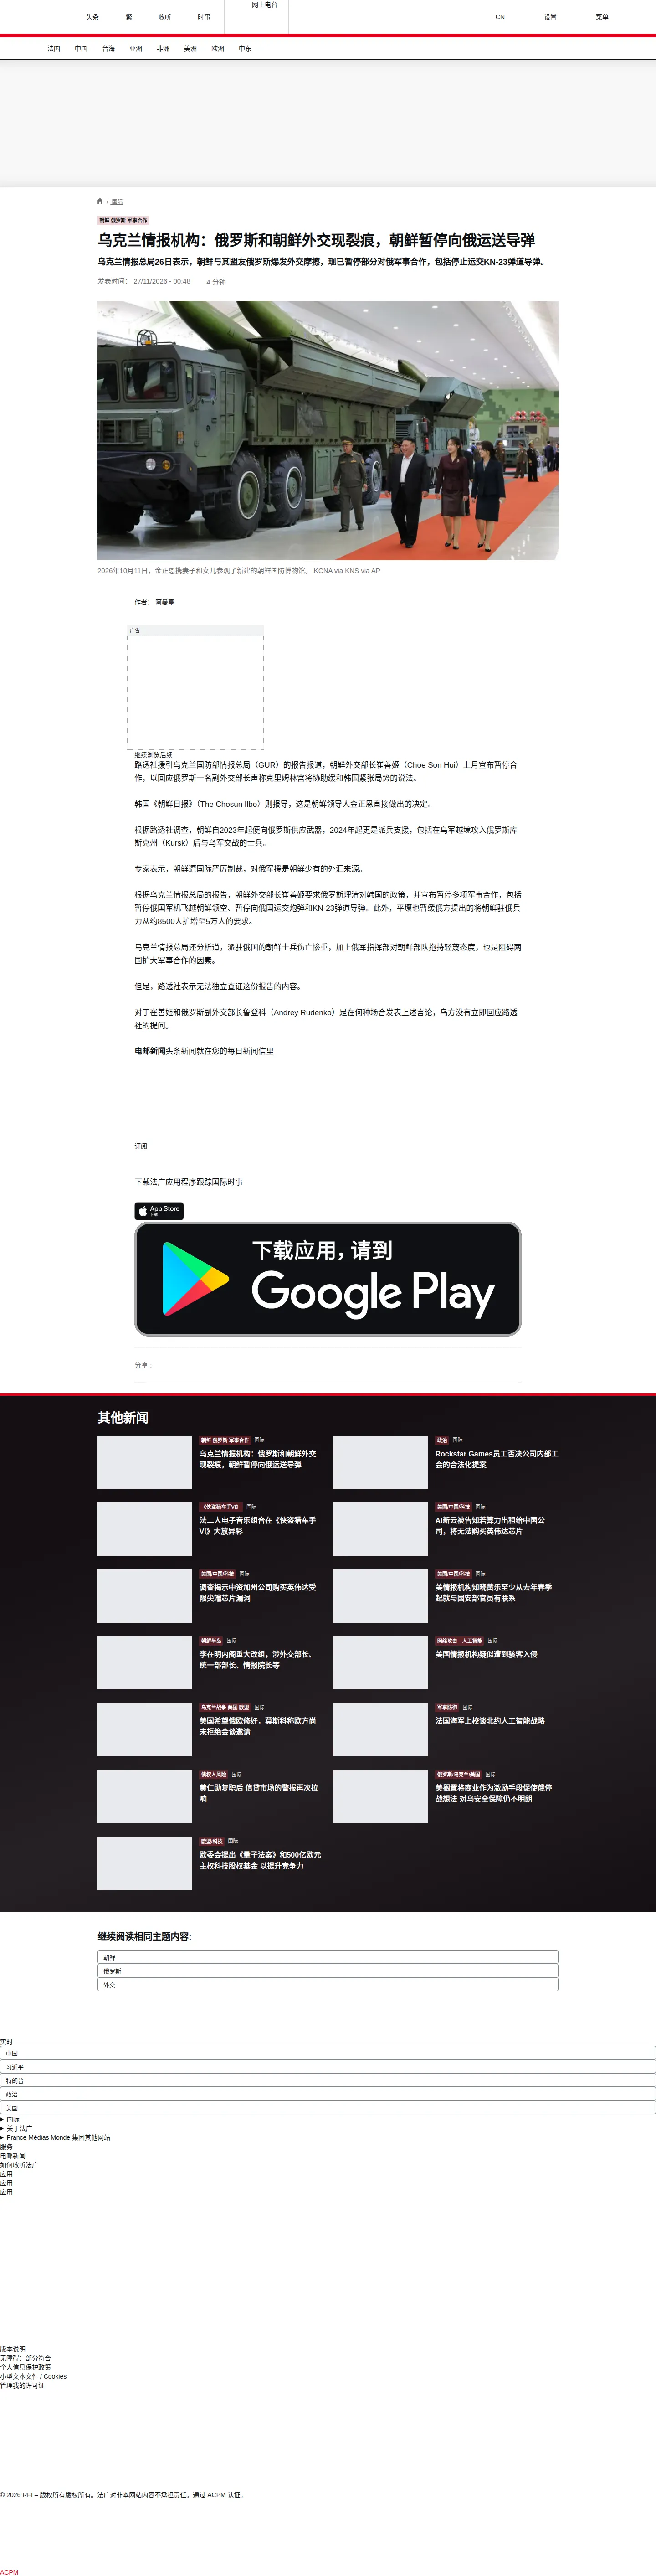 头条
繁
收听
时事
网上电台
CN
设置
菜单
法国
中国
台海
亚洲
非洲
美洲
欧洲
中东
/ 国际
朝鲜 俄罗斯 军事合作
乌克兰情报机构：俄罗斯和朝鲜外交现裂痕，朝鲜暂停向俄运送导弹
乌克兰情报总局26日表示，朝鲜与其盟友俄罗斯爆发外交摩擦，现已暂停部分对俄军事合作，包括停止运交KN-23弹道导弹。
发表时间： 27/11/2026 - 00:48
4 分钟
2026年10月11日，金正恩携妻子和女儿参观了新建的朝鲜国防博物馆。 KCNA via KNS via AP
作者： 阿曼亭
广告
继续浏览后续
路透社援引乌克兰国防部情报总局（GUR）的报告报道，朝鲜外交部长崔善姬（Choe Son Hui）上月宣布暂停合
作，以回应俄罗斯一名副外交部长声称克里姆林宫将协助缓和韩国紧张局势的说法。
韩国《朝鲜日报》（The Chosun Ilbo）则报导，这是朝鲜领导人金正恩直接做出的决定。
根据路透社调查，朝鲜自2023年起便向俄罗斯供应武器，2024年起更是派兵支援，包括在乌军越境攻入俄罗斯库
斯克州（Kursk）后与乌军交战的士兵。
专家表示，朝鲜遭国际严厉制裁，对俄军援是朝鲜少有的外汇来源。
根据乌克兰情报总局的报告，朝鲜外交部长崔善姬要求俄罗斯理清对韩国的政策，并宣布暂停多项军事合作，包括
暂停俄国军机飞越朝鲜领空、暂停向俄国运交炮弹和KN-23弹道导弹。此外，平壤也暂缓俄方提出的将朝鲜驻俄兵
力从约8500人扩增至5万人的要求。
乌克兰情报总局还分析道，派驻俄国的朝鲜士兵伤亡惨重，加上俄军指挥部对朝鲜部队抱持轻蔑态度，也是阻碍两
国扩大军事合作的因素。
但是，路透社表示无法独立查证这份报告的内容。
对于崔善姬和俄罗斯副外交部长鲁登科（Andrey Rudenko）是在何种场合发表上述言论，乌方没有立即回应路透
社的提问。
电邮新闻头条新闻就在您的每日新闻信里
订阅
下载法广应用程序跟踪国际时事
App Store
下载
下载应用，请到
Google Play
分享 :
其他新闻
朝鲜 俄罗斯 军事合作 国际
乌克兰情报机构：俄罗斯和朝鲜外交
现裂痕，朝鲜暂停向俄运送导弹
政治 国际
Rockstar Games员工否决公司内部工
会的合法化提案
《侠盗猎车手VI》 国际
法二人电子音乐组合在《侠盗猎车手
VI》大放异彩
美国/中国/科技 国际
AI新云被告知若算力出租给中国公
司，将无法购买英伟达芯片
美国/中国/科技 国际
调查揭示中资加州公司购买英伟达受
限尖端芯片漏洞
美国/中国/科技 国际
美情报机构知晓黄乐至少从去年春季
起就与国安部官员有联系
朝鲜半岛 国际
李在明内阁重大改组，涉外交部长、
统一部部长、情报院长等
网络攻击 人工智能 国际
美国情报机构疑似遭到骇客入侵
乌克兰战争 美国 欧盟 国际
美国希望俄欧修好，莫斯科称欧方尚
未拒绝会谈邀请
军事防御 国际
法国海军上校谈北约人工智能战略
债权人风险 国际
黄仁勋复职后 信贷市场的警报再次拉
响
俄罗斯/乌克兰/美国 国际
美搁置将商业作为激励手段促使俄停
战想法 对乌安全保障仍不明朗
欧盟/科技 国际
欧委会提出《量子法案》和500亿欧元
主权科技股权基金 以提升竞争力
继续阅读相同主题内容:
朝鲜
俄罗斯
外交
实时
中国
习近平
特朗普
政治
美国
国际
关于法广
France Médias Monde 集团其他网站
服务
电邮新闻
如何收听法广
应用
应用
应用
版本说明
无障碍：部分符合
个人信息保护政策
小型文本文件 / Cookies
管理我的许可证
© 2026 RFI – 版权所有版权所有。法广对非本网站内容不承担责任。通过 ACPM 认证。
ACPM